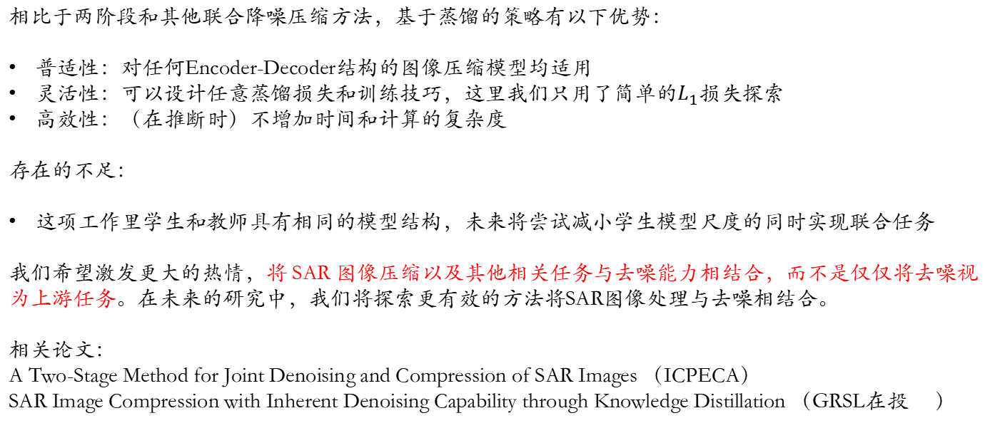 相比于两阶段和其他联合降噪压缩方法，基于蒸馏的策略有以下优势：
• 普适性：对任何Encoder-Decoder结构的图像压缩模型均适用
• 灵活性：可以设计任意蒸馏损失和训练技巧，这里我们只用了简单的L₁损失探索
• 高效性：（在推断时）不增加时间和计算的复杂度
存在的不足：
• 这项工作里学生和教师具有相同的模型结构，未来将尝试减小学生模型尺度的同时实现联合任务
我们希望激发更大的热情，将 SAR 图像压缩以及其他相关任务与去噪能力相结合，而不是仅仅将去噪视
为上游任务。在未来的研究中，我们将探索更有效的方法将SAR图像处理与去噪相结合。
相关论文：
A Two-Stage Method for Joint Denoising and Compression of SAR Images （ICPECA）
SAR Image Compression with Inherent Denoising Capability through Knowledge Distillation （GRSL在投 ）